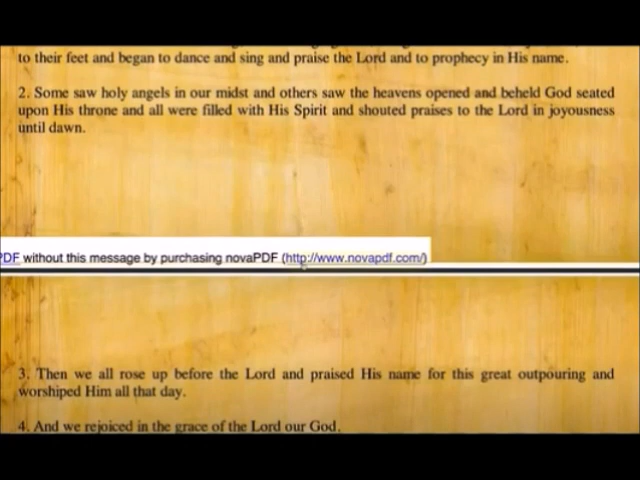 to their feet and began to dance and sing and praise the Lord and to prophecy in His name.
2. Some saw holy angels in our midst and others saw the heavens opened and beheld God seated
upon His throne and all were filled with His Spirit and shouted praises to the Lord in joyousness
until dawn.
PDF without this message by purchasing novaPDF (http://www.novapdf.com/)
3. Then we all rose up before the Lord and praised His name for this great outpouring and
worshiped Him all that day.
4. And we rejoiced in the grace of the Lord our God.